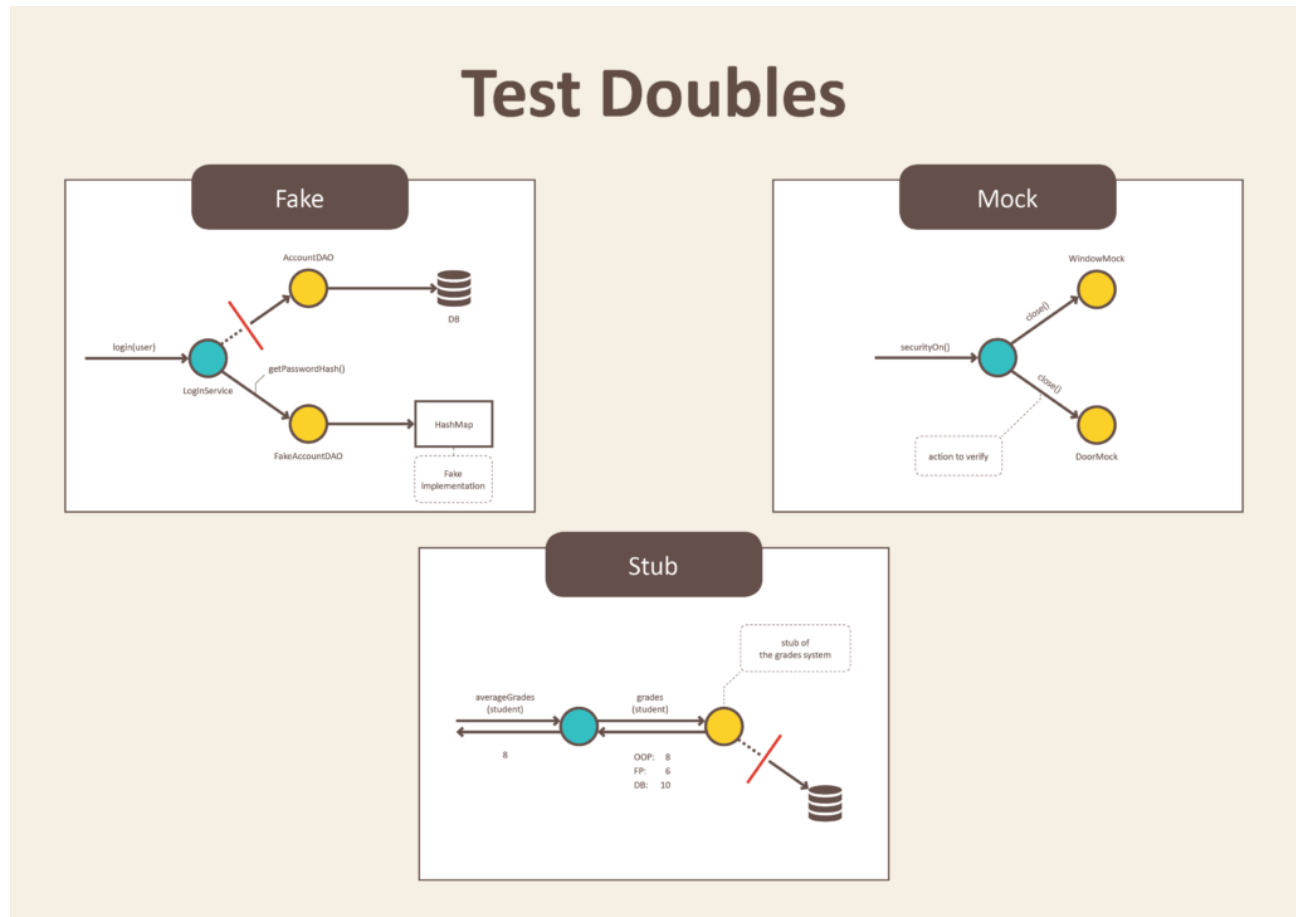 Test Doubles
Fake
AccountDAO
DB
login(user)
getPasswordHash()
LogInService
HashMap
FakeAccountDAO
Fake
implementation
Mock
WindowMock
close()
securityOn()
close()
action to verify
DoorMock
Stub
stub of
the grades system
averageGrades
(student)
grades
(student)
8
OOP: 8
FP: 6
DB: 10